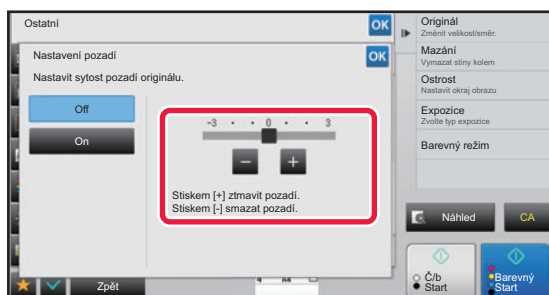 Ostatní
OK
Nastavení pozadí
OK
Nastavit sytost pozadí originálu.
Off
On
-3 • • 0 • • 3
− +
Stiskem [+] ztmavit pozadí.
Stiskem [-] smazat pozadí.
Zpět
Originál
Změnit velikost/směr.
Mazání
Vymazat stíny kolem
Ostrost
Nastavit okraj obrazu
Expozice
Zvolte typ expozice
Barevný režim
Náhled
CA
Č/b
Start
Barevný
Start